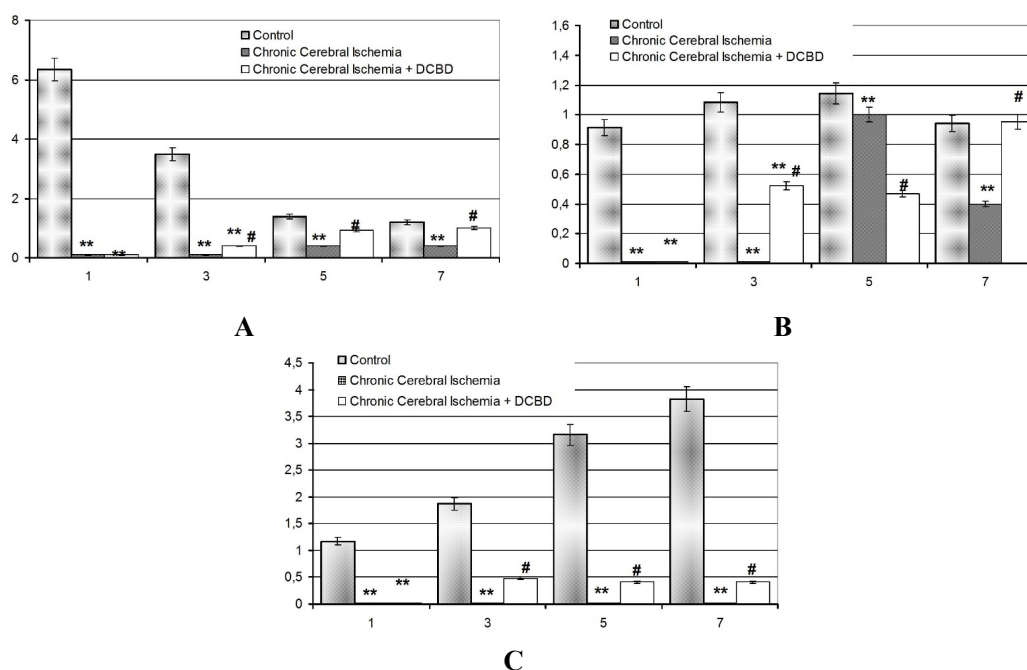 8
6
4
2
0
Control
Chronic Cerebral Ischemia
Chronic Cerebral Ischemia + DCBD
** **
** ** #
** #
** #
1 3 5 7
A
1,6
1,4
1,2
1
0,8
0,6
0,4
0,2
0
Control
Chronic Cerebral Ischemia
Chronic Cerebral Ischemia + DCBD
** **
** ** #
** #
** #
1 3 5 7
B
4,5
4
3,5
3
2,5
2
1,5
1
0,5
0
Control
Chronic Cerebral Ischemia
Chronic Cerebral Ischemia + DCBD
** **
** #
** #
** #
1 3 5 7
C